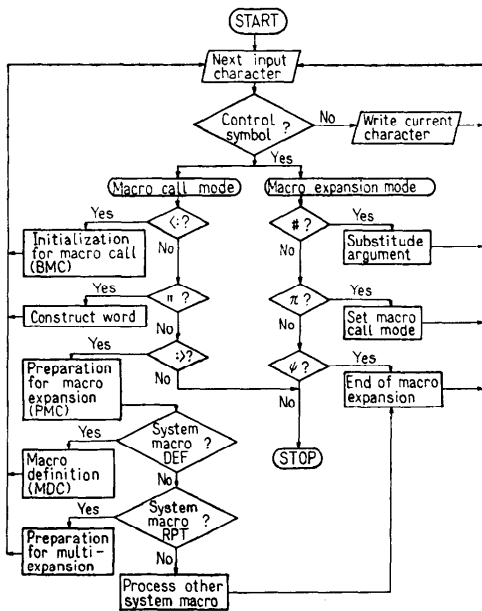 START
Next input
character
Control
symbol ?
No
Write current
character
Yes
Macro call mode
Macro expansion mode
Yes
<:?
#?
Yes
Initialization
for macro call
(BMC)
No
No
Substitude
argument
Yes
" ?
π ?
Yes
Construct word
No
No
Set macro
call mode
Yes
:>?
ψ ?
Yes
Preparation
for macro
expansion
(PMC)
No
No
End of macro
expansion
System
macro ?
DEF
Yes
STOP
Macro
definition
(MDC)
No
System
macro ?
RPT
Yes
Preparation
for multi-
expansion
No
Process other
system macro